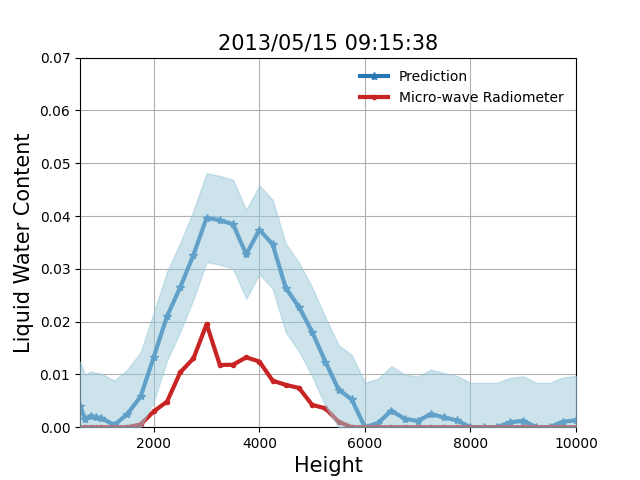 2013/05/15 09:15:38
0.07
0.06
0.05
0.04
0.03
0.02
0.01
0.00
Liquid Water Content
Prediction
Micro-wave Radiometer
2000 4000 6000 8000 10000
Height